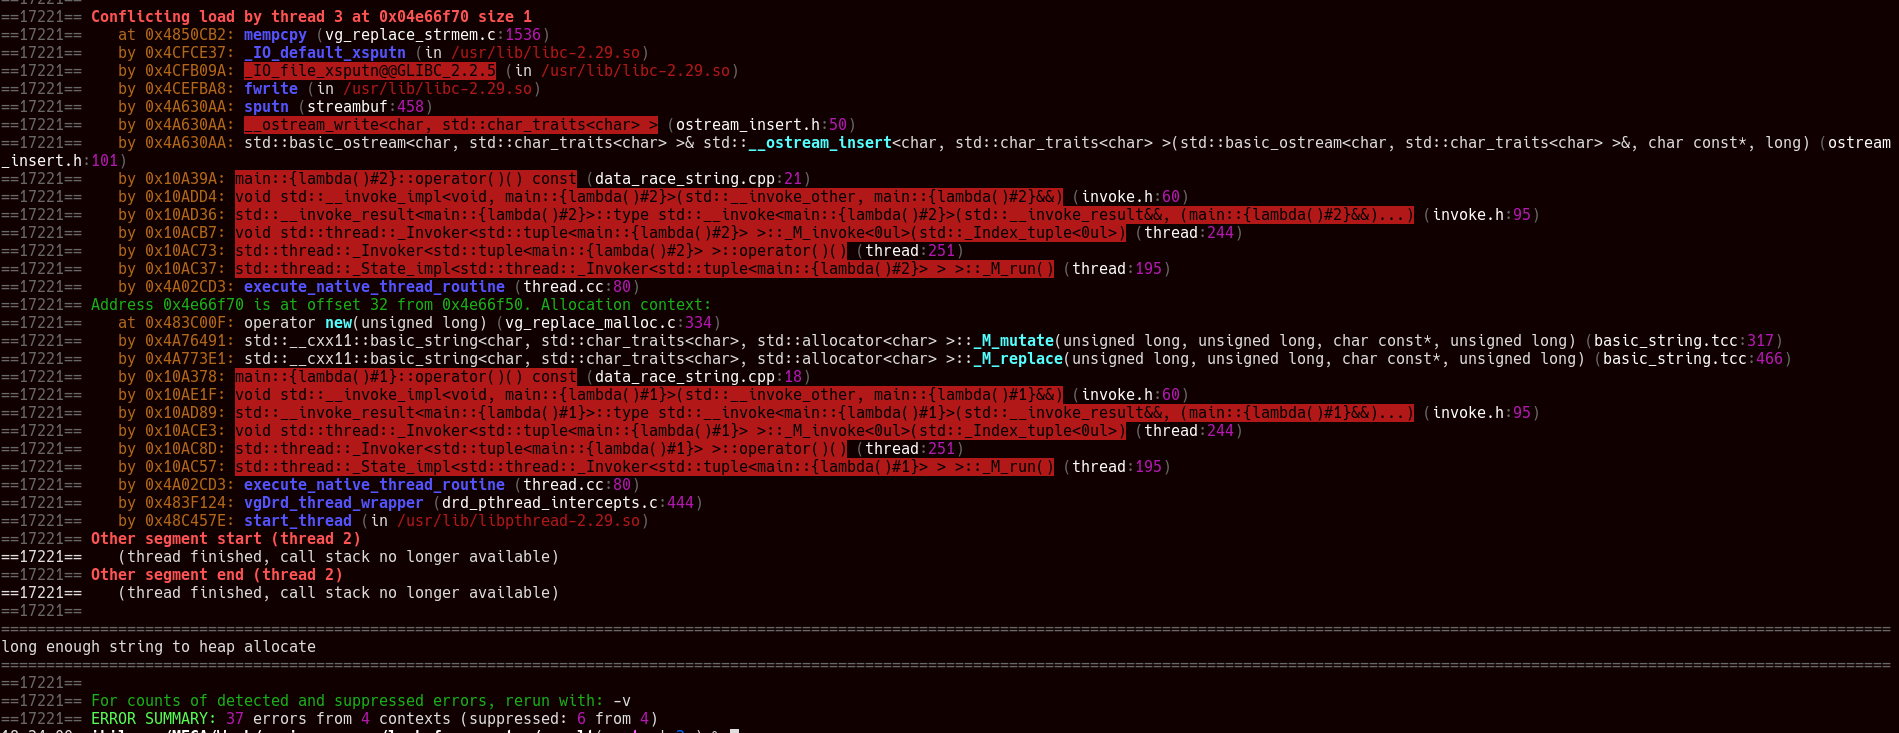 ==17221== Conflicting load by thread 3 at 0x04e66f70 size 1
==17221==    at 0x4850CB2: mempcpy (vg_replace_strmem.c:1536)
==17221==    by 0x4CFCE37: _IO_default_xsputn (in /usr/lib/libc-2.29.so)
==17221==    by 0x4CFB09A: _IO_file_xsputn@@GLIBC_2.2.5 (in /usr/lib/libc-2.29.so)
==17221==    by 0x4CEFBA8: fwrite (in /usr/lib/libc-2.29.so)
==17221==    by 0x4A630AA: sputn (streambuf:458)
==17221==    by 0x4A630AA: __ostream_write<char, std::char_traits<char> > (ostream_insert.h:50)
==17221==    by 0x4A630AA: std::basic_ostream<char, std::char_traits<char> >& std::__ostream_insert<char, std::char_traits<char> >(std::basic_ostream<char, std::char_traits<char> >&, char const*, long) (ostream
_insert.h:101)
==17221==    by 0x10A39A: main::{lambda()#2}::operator()() const (data_race_string.cpp:21)
==17221==    by 0x10ADD4: void std::__invoke_impl<void, main::{lambda()#2}>(std::__invoke_other, main::{lambda()#2}&&) (invoke.h:60)
==17221==    by 0x10AD36: std::__invoke_result<main::{lambda()#2}>::type std::__invoke<main::{lambda()#2}>(std::__invoke_result&&, (main::{lambda()#2}&&)...) (invoke.h:95)
==17221==    by 0x10ACB7: void std::thread::_Invoker<std::tuple<main::{lambda()#2}> >::_M_invoke<0ul>(std::_Index_tuple<0ul>) (thread:244)
==17221==    by 0x10AC73: std::thread::_Invoker<std::tuple<main::{lambda()#2}> >::operator()() (thread:251)
==17221==    by 0x10AC37: std::thread::_State_impl<std::thread::_Invoker<std::tuple<main::{lambda()#2}> > >::_M_run() (thread:195)
==17221==    by 0x4A02CD3: execute_native_thread_routine (thread.cc:80)
==17221== Address 0x4e66f70 is at offset 32 from 0x4e66f50. Allocation context:
==17221==    at 0x483C00F: operator new(unsigned long) (vg_replace_malloc.c:334)
==17221==    by 0x4A76491: std::__cxx11::basic_string<char, std::char_traits<char>, std::allocator<char> >::_M_mutate(unsigned long, unsigned long, char const*, unsigned long) (basic_string.tcc:317)
==17221==    by 0x4A773E1: std::__cxx11::basic_string<char, std::char_traits<char>, std::allocator<char> >::_M_replace(unsigned long, unsigned long, char const*, unsigned long) (basic_string.tcc:466)
==17221==    by 0x10A378: main::{lambda()#1}::operator()() const (data_race_string.cpp:18)
==17221==    by 0x10AE1F: void std::__invoke_impl<void, main::{lambda()#1}>(std::__invoke_other, main::{lambda()#1}&&) (invoke.h:60)
==17221==    by 0x10AD89: std::__invoke_result<main::{lambda()#1}>::type std::__invoke<main::{lambda()#1}>(std::__invoke_result&&, (main::{lambda()#1}&&)...) (invoke.h:95)
==17221==    by 0x10ACE3: void std::thread::_Invoker<std::tuple<main::{lambda()#1}> >::_M_invoke<0ul>(std::_Index_tuple<0ul>) (thread:244)
==17221==    by 0x10AC8D: std::thread::_Invoker<std::tuple<main::{lambda()#1}> >::operator()() (thread:251)
==17221==    by 0x10AC57: std::thread::_State_impl<std::thread::_Invoker<std::tuple<main::{lambda()#1}> > >::_M_run() (thread:195)
==17221==    by 0x4A02CD3: execute_native_thread_routine (thread.cc:80)
==17221==    by 0x483F124: vgDrd_thread_wrapper (drd_pthread_intercepts.c:444)
==17221==    by 0x48C457E: start_thread (in /usr/lib/libpthread-2.29.so)
==17221== Other segment start (thread 2)
==17221==    (thread finished, call stack no longer available)
==17221== Other segment end (thread 2)
==17221==    (thread finished, call stack no longer available)
==17221==
long enough string to heap allocate
==17221==
==17221== For counts of detected and suppressed errors, rerun with: -v
==17221== ERROR SUMMARY: 37 errors from 4 contexts (suppressed: 6 from 4)